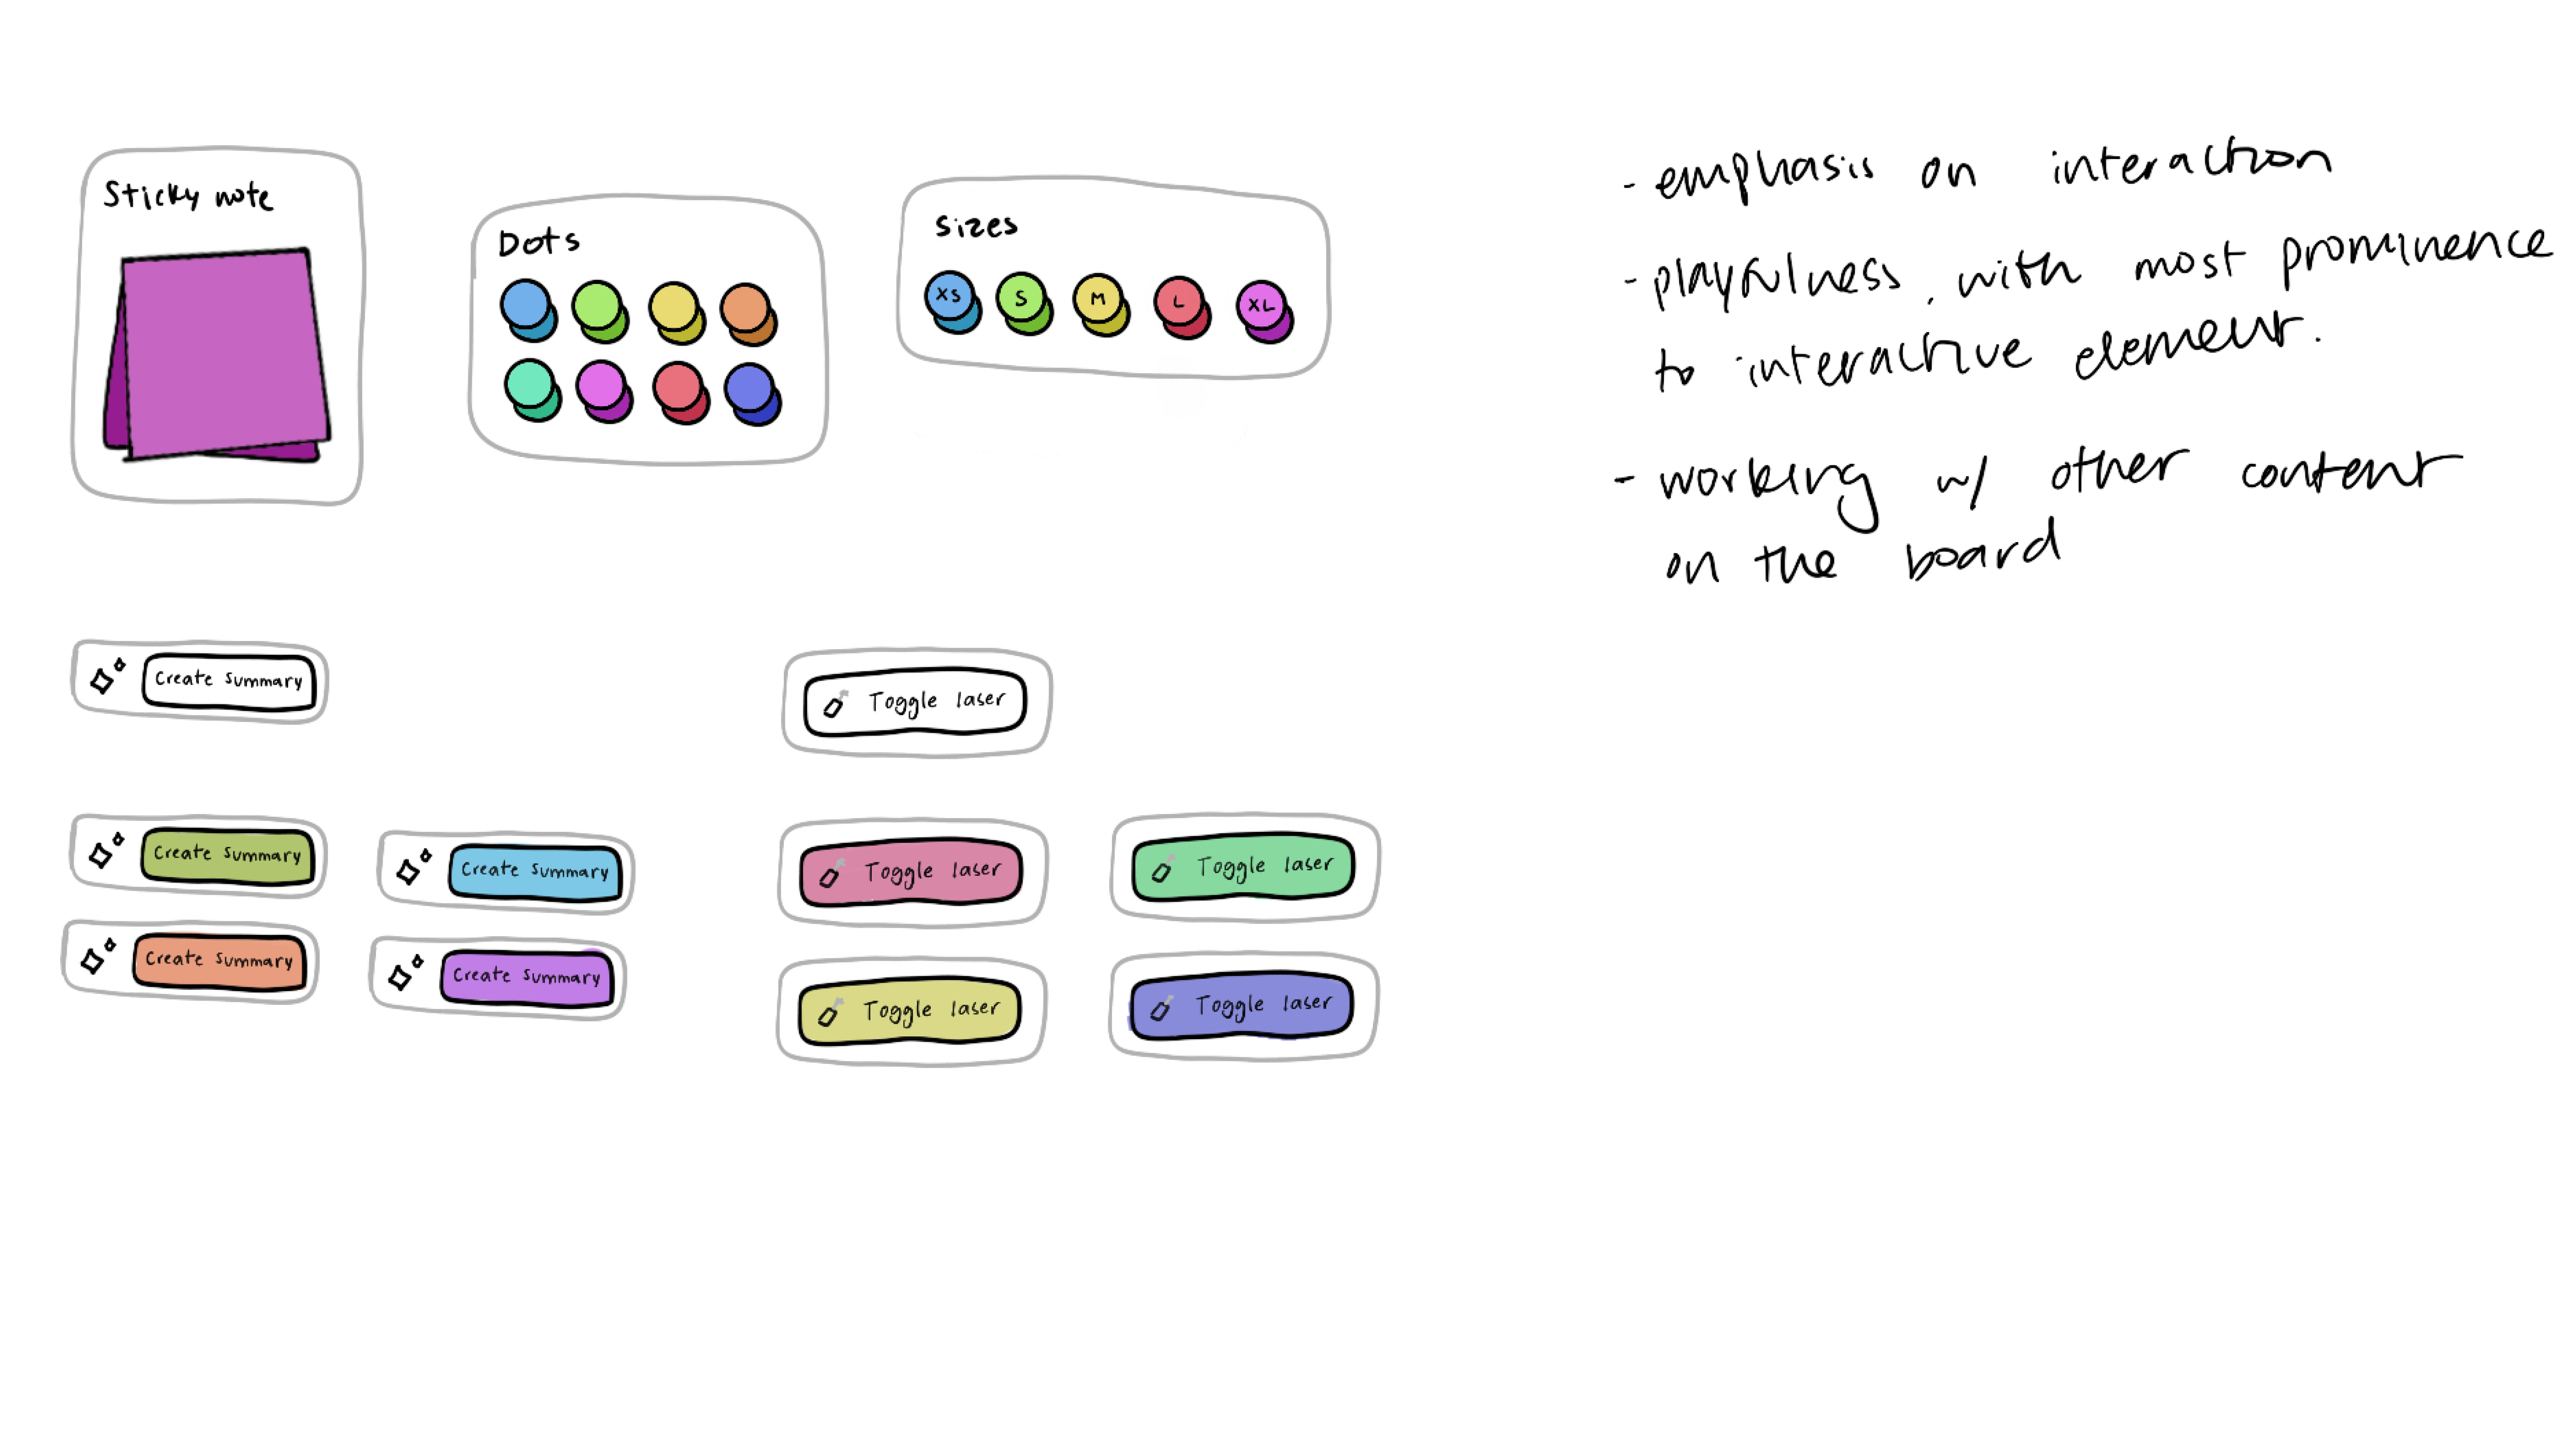 Sticky note
Dots
Sizes
XS
S
M
L
XL
- emphasis on interaction
- playfulness, with most prominence
to interactive element.
- working w/ other content
on the board
Create Summary
Toggle laser
Create Summary
Create Summary
Toggle laser
Toggle laser
Create Summary
Create Summary
Toggle laser
Toggle laser